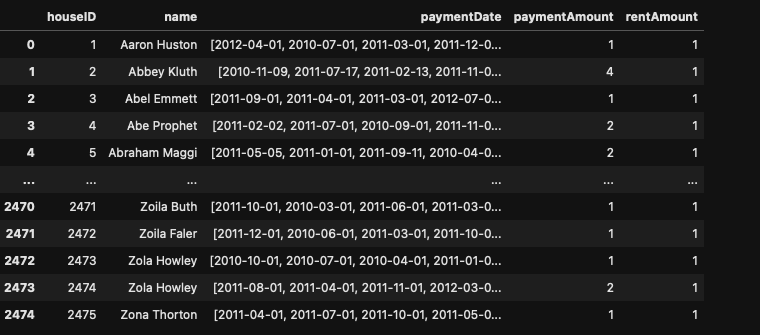 houseID name paymentDate paymentAmount rentAmount
0 1 Aaron Huston [2012-04-01, 2010-07-01, 2011-03-01, 2011-12-0... 1 1
1 2 Abbey Kluth [2010-11-09, 2011-07-17, 2011-02-13, 2011-11-0... 4 1
2 3 Abel Emmett [2011-09-01, 2011-04-01, 2011-03-01, 2012-07-0... 1 1
3 4 Abe Prophet [2011-02-02, 2011-07-01, 2010-09-01, 2011-11-0... 2 1
4 5 Abraham Maggi [2011-05-05, 2011-01-01, 2011-09-11, 2010-04-0... 2 1
... ... ... ... ... ...
2470 2471 Zoila Buth [2011-10-01, 2010-03-01, 2011-06-01, 2011-03-0... 1 1
2471 2472 Zoila Faler [2011-12-01, 2010-06-01, 2011-03-01, 2011-10-0... 1 1
2472 2473 Zola Howley [2010-10-01, 2010-07-01, 2010-04-01, 2011-01-0... 1 1
2473 2474 Zola Howley [2011-08-01, 2011-04-01, 2011-11-01, 2012-03-0... 2 1
2474 2475 Zona Thorton [2011-04-01, 2011-07-01, 2011-10-01, 2011-05-0... 1 1